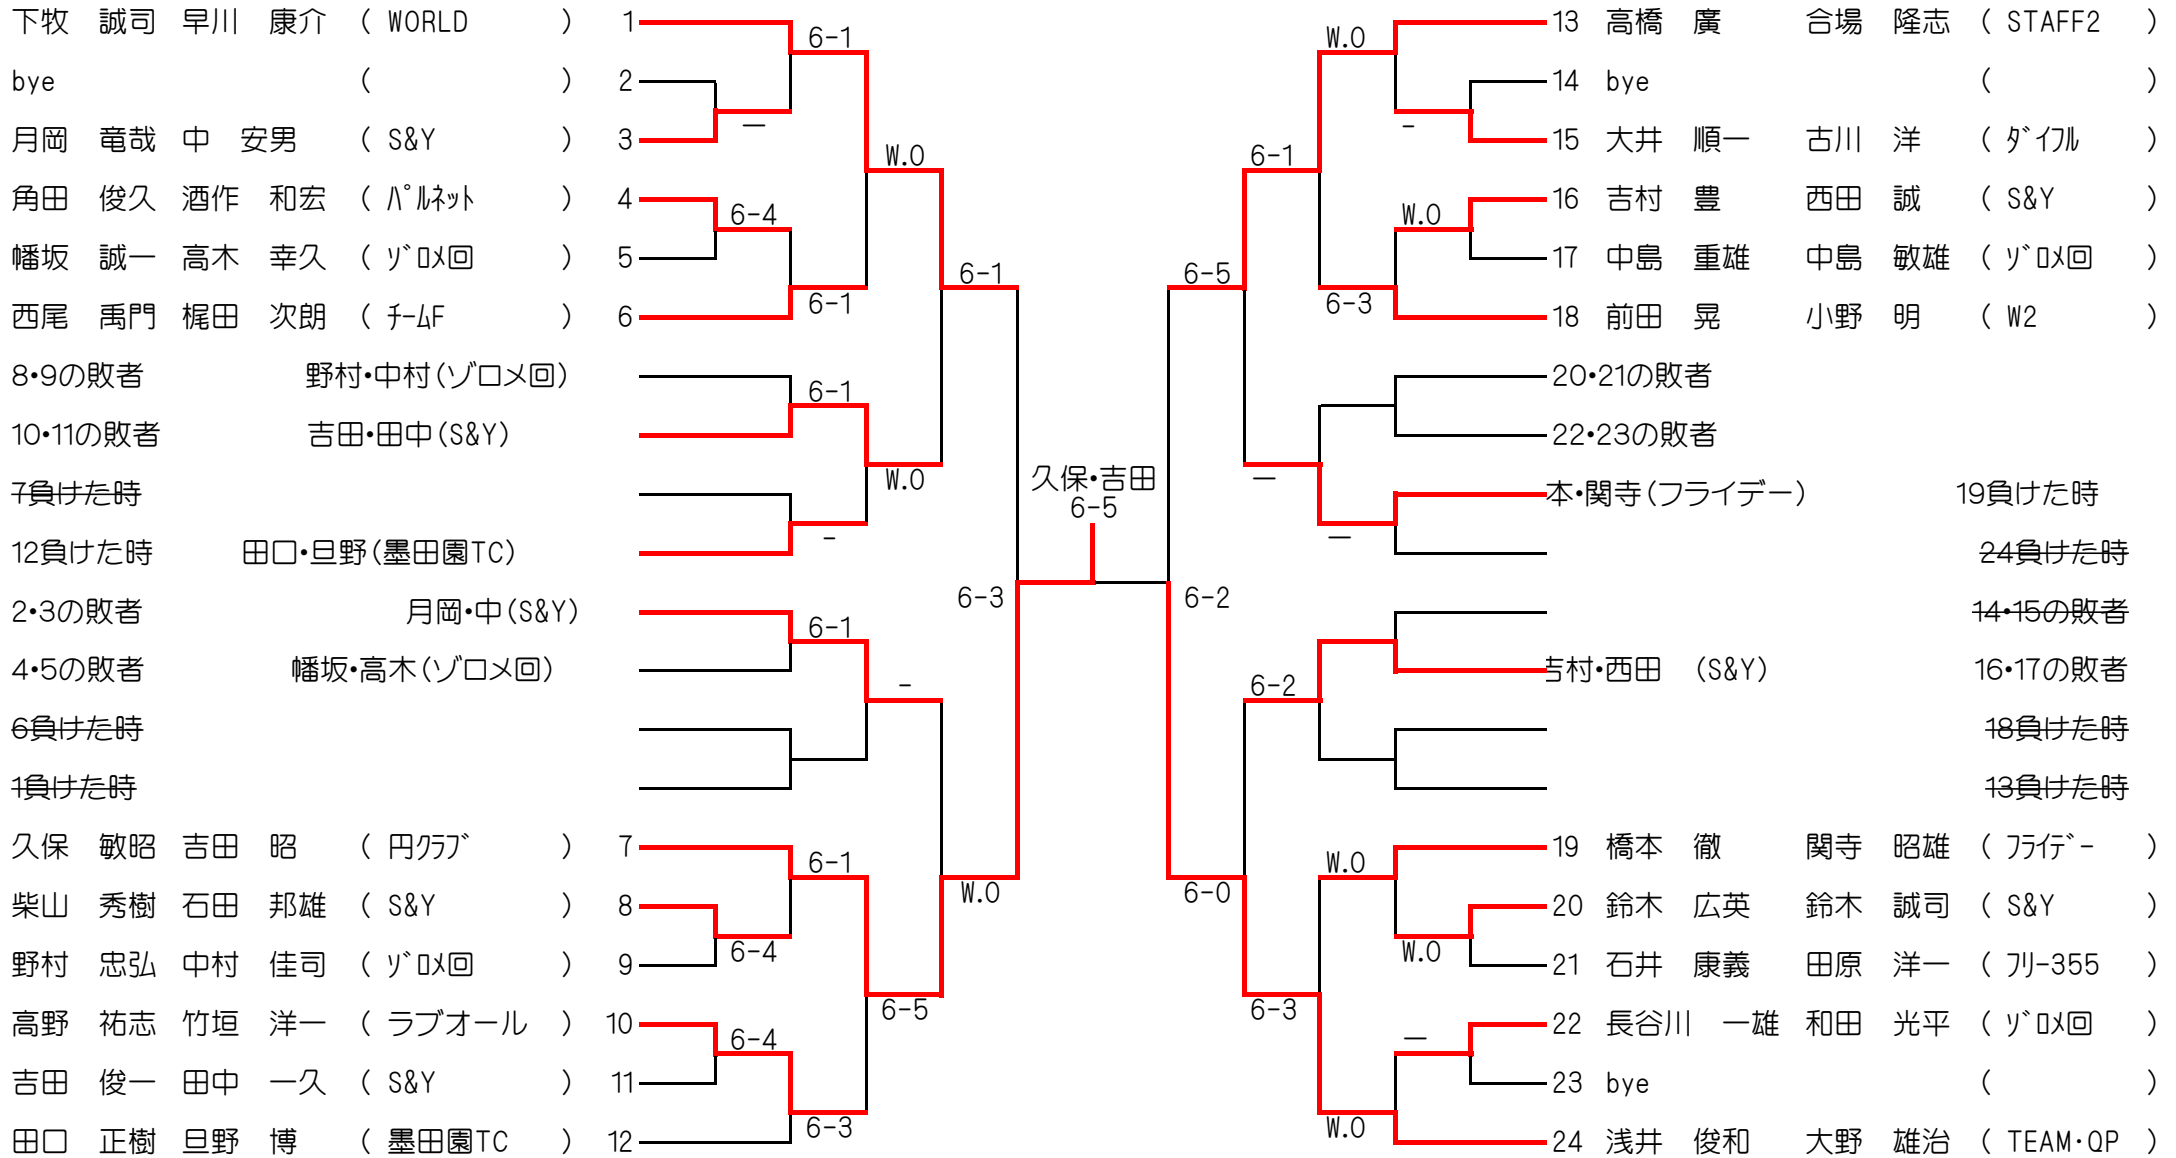 下牧 誠司 早川 康介 ( WORLD ) 1
bye ( ) 2
月岡 竜哉 中 安男 ( S&Y ) 3
角田 俊久 酒作 和宏 ( ﾊﾟﾙﾈｯﾄ ) 4
幡坂 誠一 高木 幸久 ( ｿﾞﾛﾒ回 ) 5
西尾 禹門 梶田 次朗 ( ﾁｰﾑF ) 6
8・9の敗者 野村・中村(ゾロメ回)
10・11の敗者 吉田・田中(S&Y)
7負けた時
12負けた時 田口・旦野(墨田園TC)
2・3の敗者 月岡・中(S&Y)
4・5の敗者 幡坂・高木(ゾロメ回)
6負けた時
1負けた時
久保 敏昭 吉田 昭 ( 円ｸﾗﾌﾞ ) 7
柴山 秀樹 石田 邦雄 ( S&Y ) 8
野村 忠弘 中村 佳司 ( ｿﾞﾛﾒ回 ) 9
高野 祐志 竹垣 洋一 ( ラブオール ) 10
吉田 俊一 田中 一久 ( S&Y ) 11
田口 正樹 旦野 博 ( 墨田園TC ) 12
6-1
—
6-4
6-1
6-1
-
6-1
6-1
6-4
6-4
6-3
W.0
W.0
-
6-5
6-1
W.0
6-3
久保・吉田
6-5
6-2
6-5
6-0
6-1
—
6-2
6-3
W.0
-
W.0
6-3
—
W.0
W.0
—
W.0
13 高橋 廣 合場 隆志 ( STAFF2 )
14 bye ( )
15 大井 順一 古川 洋 ( ﾀﾞｲﾌﾙ )
16 吉村 豊 西田 誠 ( S&Y )
17 中島 重雄 中島 敏雄 ( ｿﾞﾛﾒ回 )
18 前田 晃 小野 明 ( W2 )
20・21の敗者
22・23の敗者
本・関寺(フライデー) 19負けた時
24負けた時
14・15の敗者
吉村・西田 (S&Y) 16・17の敗者
18負けた時
13負けた時
19 橋本 徹 関寺 昭雄 ( ﾌﾗｲﾃﾞｰ )
20 鈴木 広英 鈴木 誠司 ( S&Y )
21 石井 康義 田原 洋一 ( ﾌﾘｰ355 )
22 長谷川 一雄 和田 光平 ( ｿﾞﾛﾒ回 )
23 bye ( )
24 浅井 俊和 大野 雄治 ( TEAM・QP )